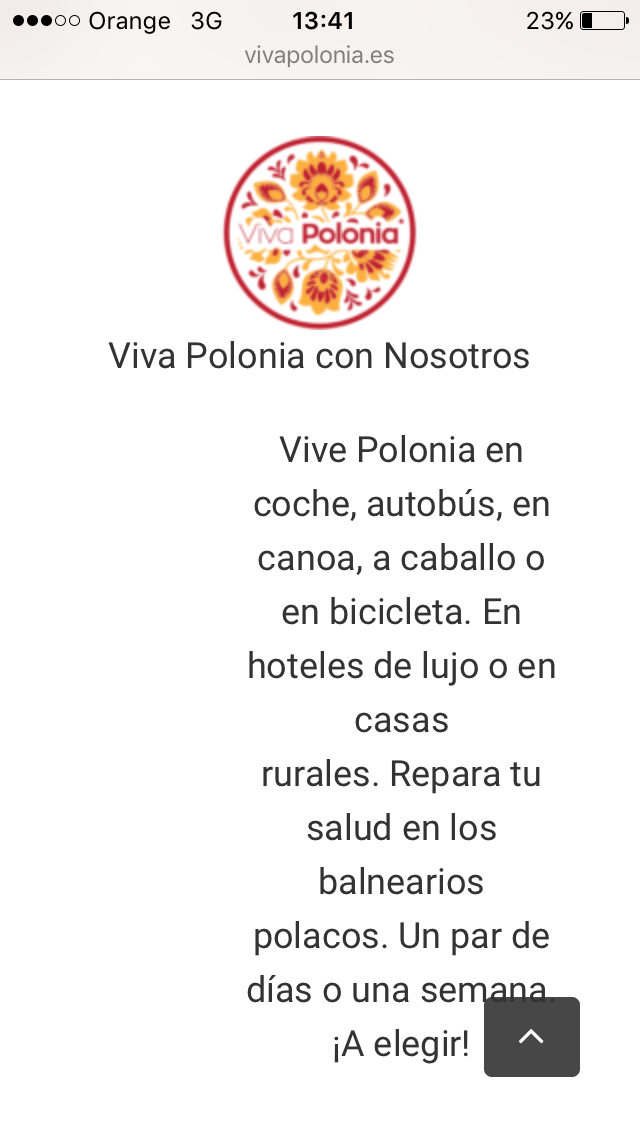 Orange 3G 13:41 23%
vivapolonia.es
Viva Polonia
Viva Polonia con Nosotros
Vive Polonia en
coche, autobús, en
canoa, a caballo o
en bicicleta. En
hoteles de lujo o en
casas
rurales. Repara tu
salud en los
balnearios
polacos. Un par de
días o una semana.
¡A elegir!